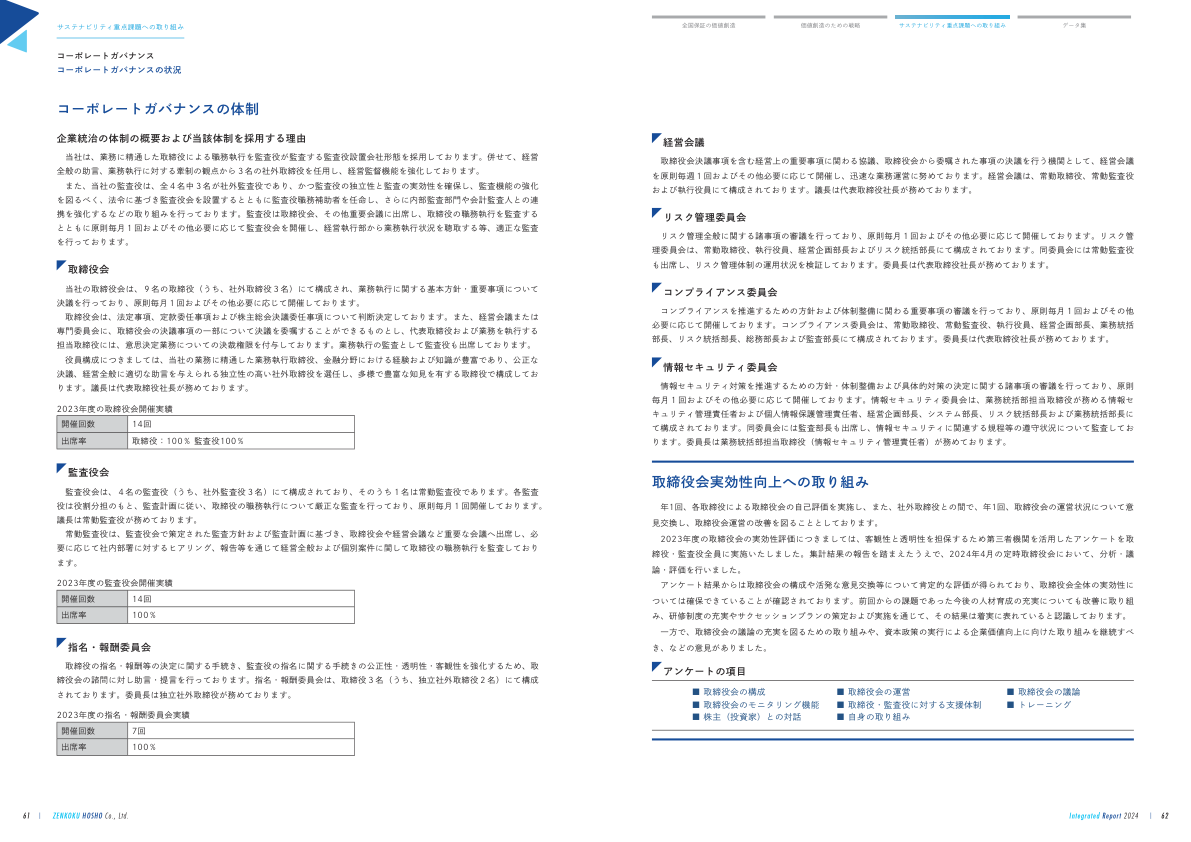 サステナビリティ重点課題への取り組み
コーポレートガバナンス
コーポレートガバナンスの状況
コーポレートガバナンスの体制
企業統治の体制の概要および当該体制を採用する理由
当社は、業務に精通した取締役による職務執行を監査役が監査する監査役設置会社形態を採用しております。併せて、経営
全般の助言、業務執行に対する牽制の観点から３名の社外取締役を任用し、経営監督機能を強化しております。
また、当社の監査役は、全４名中３名が社外監査役であり、かつ監査役の独立性と監査の実効性を確保し、監査機能の強化
を図るべく、法令に基づき監査役会を設置するとともに監査役職務補助者を任命し、さらに内部監査部門や会計監査人との連
携を強化するなどの取り組みを行っております。監査役は取締役会、その他重要会議に出席し、取締役の職務執行を監査する
とともに原則毎月１回およびその他必要に応じて監査役会を開催し、経営執行部から業務執行状況を聴取する等、適正な監査
を行っております。
取締役会
当社の取締役会は、９名の取締役（うち、社外取締役３名）にて構成され、業務執行に関する基本方針・重要事項について
決議を行っており、原則毎月１回およびその他必要に応じて開催しております。
取締役会は、法定事項、定款委任事項および株主総会決議委任事項について判断決定しております。また、経営会議または
専門委員会に、取締役会の決議事項の一部について決議を委嘱することができるものとし、代表取締役および業務を執行する
担当取締役には、意思決定業務についての決裁権限を付与しております。業務執行の監査として監査役も出席しております。
役員構成につきましては、当社の業務に精通した業務執行取締役、金融分野における経験および知識が豊富であり、公正な
決議、経営全般に適切な助言を与えられる独立性の高い社外取締役を選任し、多様で豊富な知見を有する取締役で構成してお
ります。議長は代表取締役社長が務めております。
2023年度の取締役会開催実績
開催回数 14回
出席率 取締役：100％ 監査役100％
監査役会
監査役会は、４名の監査役（うち、社外監査役３名）にて構成されており、そのうち１名は常勤監査役であります。各監査
役は役割分担のもと、監査計画に従い、取締役の職務執行について厳正な監査を行っており、原則毎月１回開催しております。
議長は常勤監査役が務めております。
常勤監査役は、監査役会で策定された監査方針および監査計画に基づき、取締役会や経営会議など重要な会議へ出席し、必
要に応じて社内部署に対するヒアリング、報告等を通じて経営全般および個別案件に関して取締役の職務執行を監査しており
ます。
2023年度の監査役会開催実績
開催回数 14回
出席率 100％
指名・報酬委員会
取締役の指名・報酬等の決定に関する手続き、監査役の指名に関する手続きの公正性・透明性・客観性を強化するため、取
締役会の諮問に対し助言・提言を行っております。指名・報酬委員会は、取締役３名（うち、独立社外取締役２名）にて構成
されております。委員長は独立社外取締役が務めております。
2023年度の指名・報酬委員会実績
開催回数 7回
出席率 100％
61 ZENKOKU HOSHO Co., Ltd.
全国保証の価値創造 価値創造のための戦略 サステナビリティ重点課題への取り組み データ集
経営会議
取締役会決議事項を含む経営上の重要事項に関わる協議、取締役会から委嘱された事項の決議を行う機関として、経営会議
を原則毎週１回およびその他必要に応じて開催し、迅速な業務運営に努めております。経営会議は、常勤取締役、常勤監査役
および執行役員にて構成されております。議長は代表取締役社長が務めております。
リスク管理委員会
リスク管理全般に関する諸事項の審議を行っており、原則毎月１回およびその他必要に応じて開催しております。リスク管
理委員会は、常勤取締役、執行役員、経営企画部長およびリスク統括部長にて構成されております。同委員会には常勤監査役
も出席し、リスク管理体制の運用状況を検証しております。委員長は代表取締役社長が務めております。
コンプライアンス委員会
コンプライアンスを推進するための方針および体制整備に関わる重要事項の審議を行っており、原則毎月１回およびその他
必要に応じて開催しております。コンプライアンス委員会は、常勤取締役、常勤監査役、執行役員、経営企画部長、業務統括
部長、リスク統括部長、総務部長および監査部長にて構成されております。委員長は代表取締役社長が務めております。
情報セキュリティ委員会
情報セキュリティ対策を推進するための方針・体制整備および具体的対策の決定に関する諸事項の審議を行っており、原則
毎月１回およびその他必要に応じて開催しております。情報セキュリティ委員会は、業務統括部担当取締役が務める情報セ
キュリティ管理責任者および個人情報保護管理責任者、経営企画部長、システム部長、リスク統括部長および業務統括部長に
て構成されております。同委員会には監査部長も出席し、情報セキュリティに関連する規程等の遵守状況について監査してお
ります。委員長は業務統括部担当取締役（情報セキュリティ管理責任者）が務めております。
取締役会実効性向上への取り組み
年1回、各取締役による取締役会の自己評価を実施し、また、社外取締役との間で、年1回、取締役会の運営状況について意
見交換し、取締役会運営の改善を図ることとしております。
2023年度の取締役会の実効性評価につきましては、客観性と透明性を担保するため第三者機関を活用したアンケートを取
締役・監査役全員に実施いたしました。集計結果の報告を踏まえたうえで、2024年4月の定時取締役会において、分析・議
論・評価を行いました。
アンケート結果からは取締役会の構成や活発な意見交換等について肯定的な評価が得られており、取締役会全体の実効性に
ついては確保できていることが確認されております。前回からの課題であった今後の人材育成の充実についても改善に取り組
み、研修制度の充実やサクセッションプランの策定および実施を通じて、その結果は着実に表れていると認識しております。
一方で、取締役会の議論の充実を図るための取り組みや、資本政策の実行による企業価値向上に向けた取り組みを継続すべ
き、などの意見がありました。
アンケートの項目
■ 取締役会の構成 ■ 取締役会の運営 ■ 取締役会の議論
■ 取締役会のモニタリング機能 ■ 取締役・監査役に対する支援体制 ■ トレーニング
■ 株主（投資家）との対話 ■ 自身の取り組み
Integrated Report 2024 62